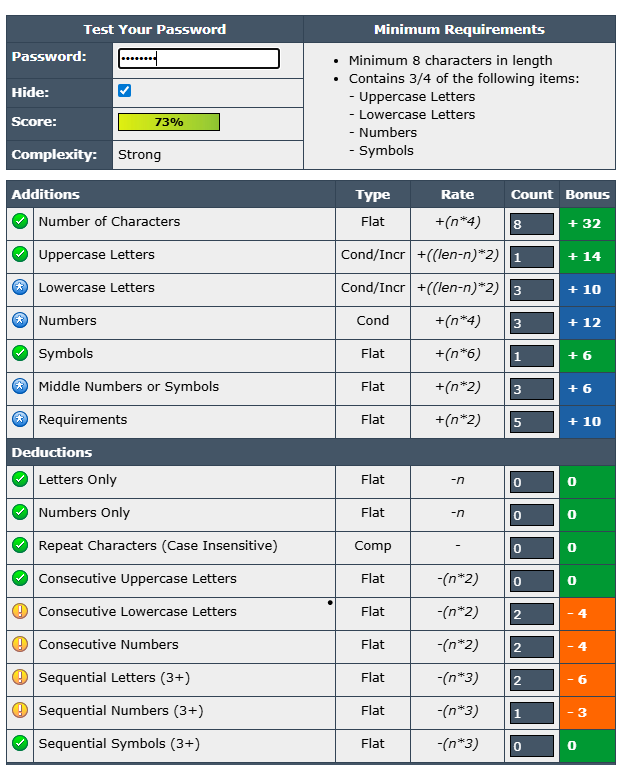 Test Your Password Minimum Requirements
Password: ••••••••
Hide:
Score: 73%
Complexity: Strong
• Minimum 8 characters in length
• Contains 3/4 of the following items:
- Uppercase Letters
- Lowercase Letters
- Numbers
- Symbols
Additions Type Rate Count Bonus
Number of Characters Flat +(n*4) 8 + 32
Uppercase Letters Cond/Incr +((len-n)*2) 1 + 14
Lowercase Letters Cond/Incr +((len-n)*2) 3 + 10
Numbers Cond +(n*4) 3 + 12
Symbols Flat +(n*6) 1 + 6
Middle Numbers or Symbols Flat +(n*2) 3 + 6
Requirements Flat +(n*2) 5 + 10
Deductions
Letters Only Flat -n 0 0
Numbers Only Flat -n 0 0
Repeat Characters (Case Insensitive) Comp - 0 0
Consecutive Uppercase Letters Flat -(n*2) 0 0
Consecutive Lowercase Letters • Flat -(n*2) 2 - 4
Consecutive Numbers Flat -(n*2) 2 - 4
Sequential Letters (3+) Flat -(n*3) 2 - 6
Sequential Numbers (3+) Flat -(n*3) 1 - 3
Sequential Symbols (3+) Flat -(n*3) 0 0